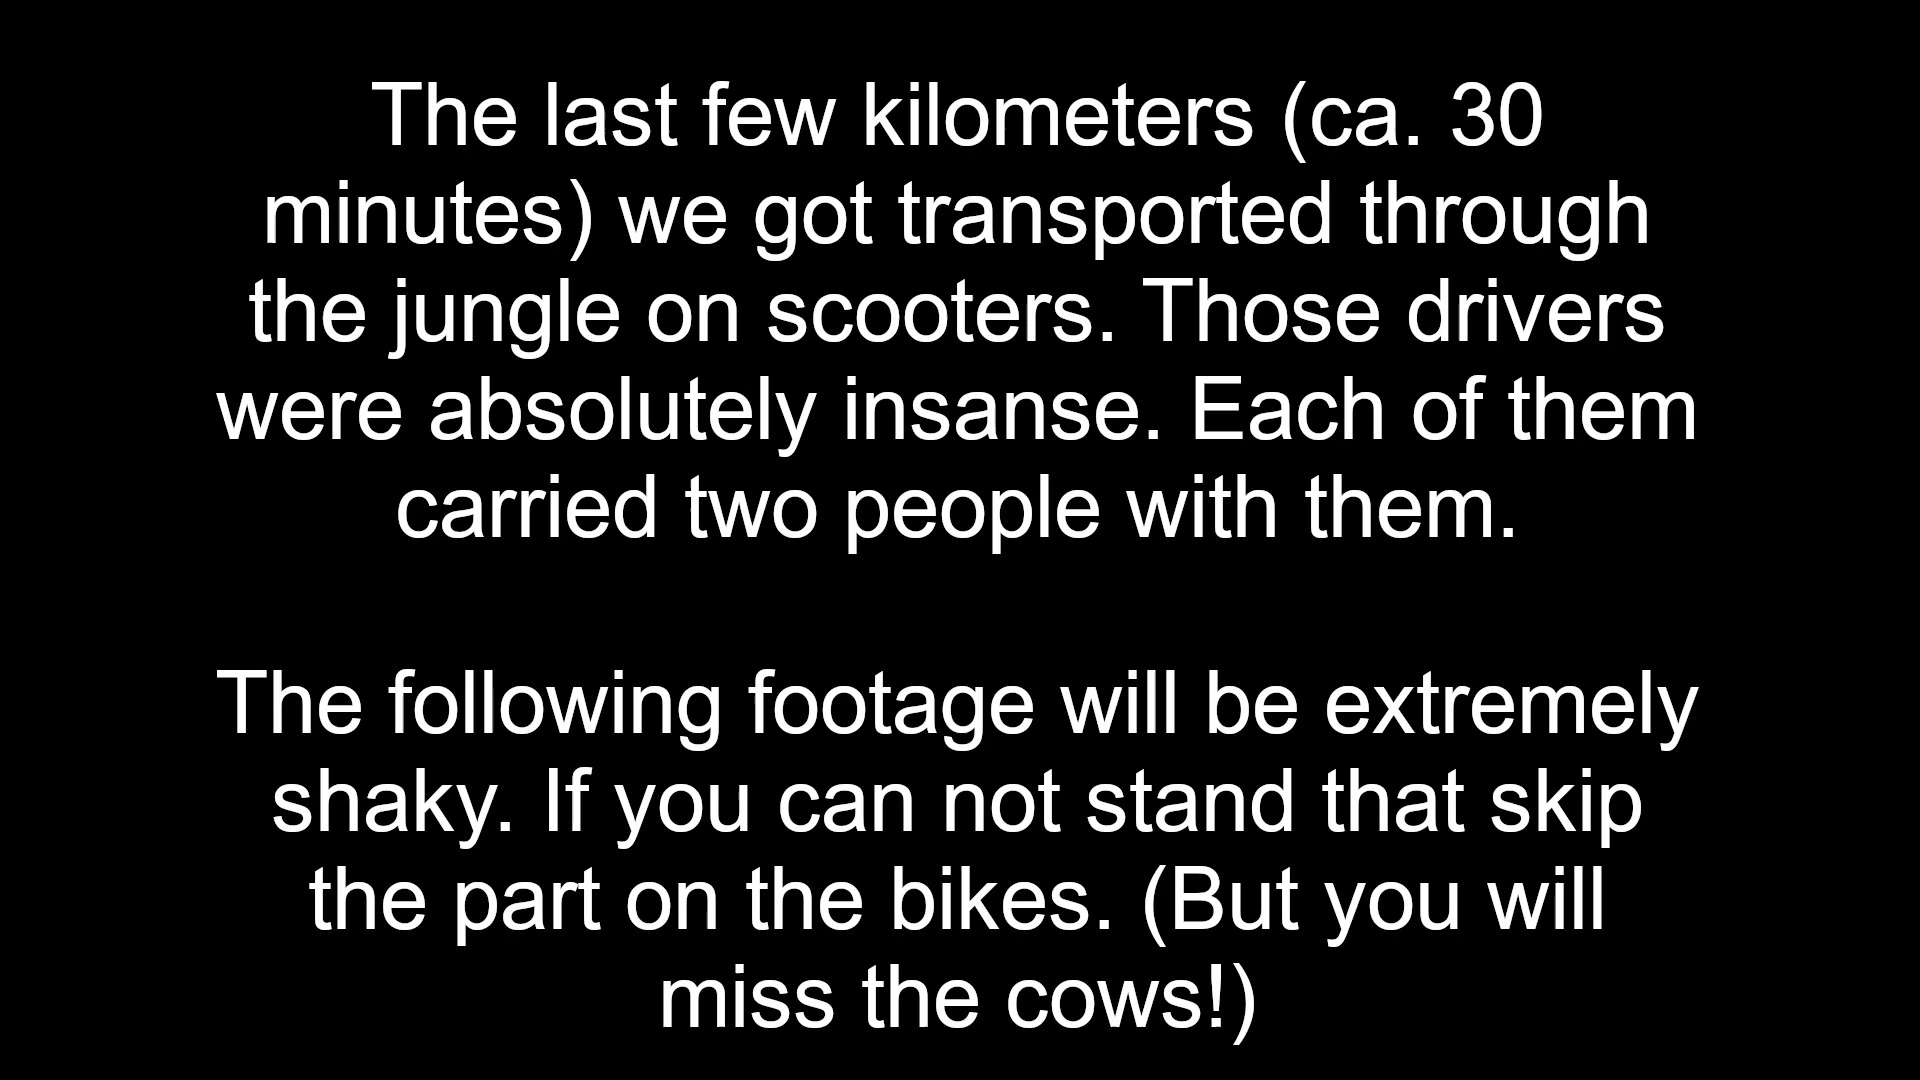 The last few kilometers (ca. 30
minutes) we got transported through
the jungle on scooters. Those drivers
were absolutely insanse. Each of them
carried two people with them.
The following footage will be extremely
shaky. If you can not stand that skip
the part on the bikes. (But you will
miss the cows!)